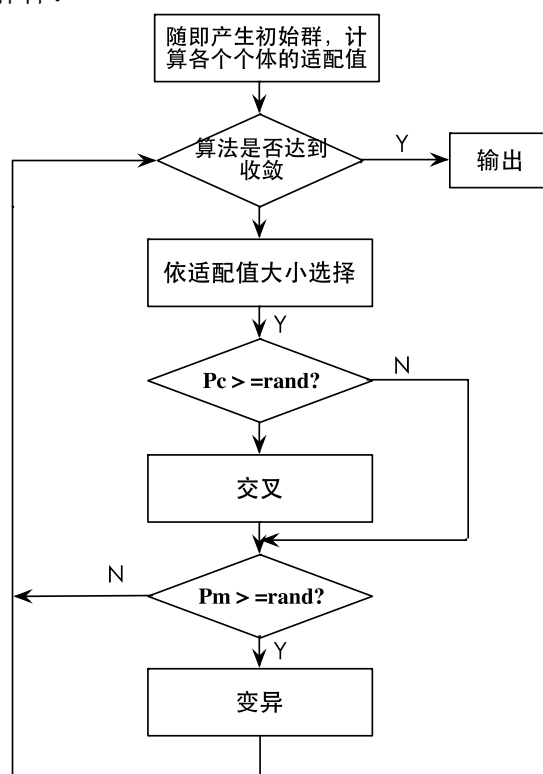 随即产生初始群，计
算各个个体的适配值
算法是否达到
收敛
Y
输出
依适配值大小选择
Y
Pc > =rand?
N
交叉
N
Pm > =rand?
Y
变异